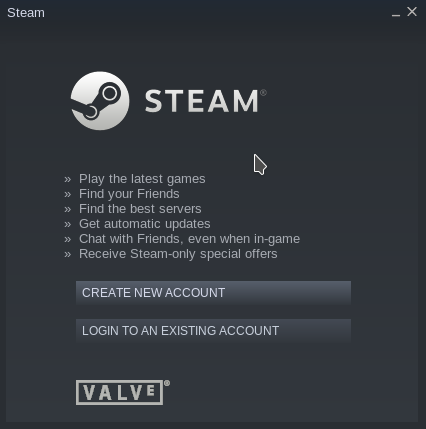 Steam
STEAM®
» Play the latest games
» Find your Friends
» Find the best servers
» Get automatic updates
» Chat with Friends, even when in-game
» Receive Steam-only special offers
CREATE NEW ACCOUNT
LOGIN TO AN EXISTING ACCOUNT
VALVE®